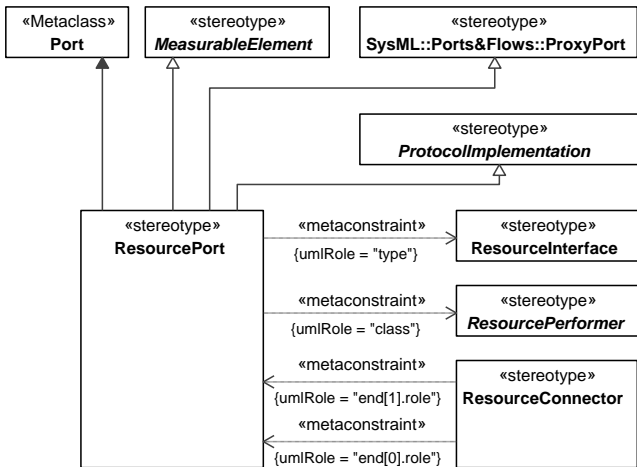 «Metaclass»
Port
«stereotype»
MeasurableElement
«stereotype»
SysML::Ports&Flows::ProxyPort
«stereotype»
ProtocolImplementation
«stereotype»
ResourcePort
«metaconstraint»
{umlRole = "type"}
«stereotype»
ResourceInterface
«metaconstraint»
{umlRole = "class"}
«stereotype»
ResourcePerformer
«metaconstraint»
{umlRole = "end[1].role"}
«metaconstraint»
{umlRole = "end[0].role"}
«stereotype»
ResourceConnector